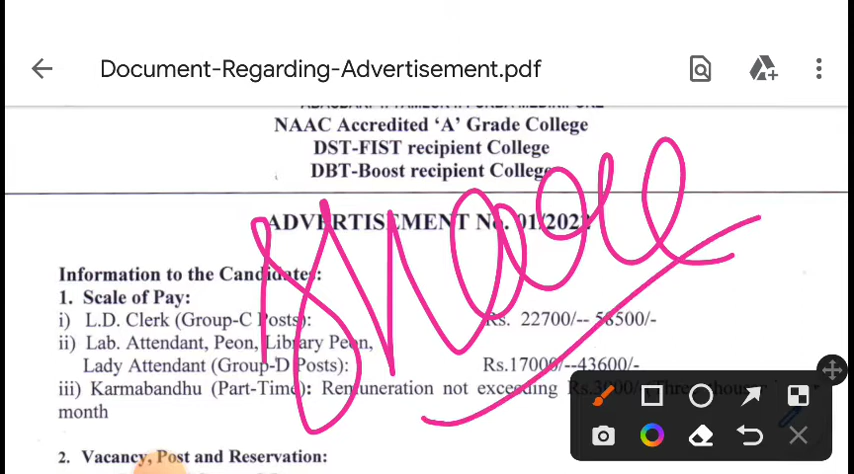 Document-Regarding-Advertisement.pdf
NAAC Accredited ‘A’ Grade College
DST-FIST recipient College
DBT-Boost recipient College
ADVERTISEMENT No. 01/2022
Information to the Candidates:
1. Scale of Pay:
i) L.D. Clerk (Group-C Posts): Rs. 22700/-- 58500/-
ii) Lab. Attendant, Peon, Library Peon,
Lady Attendant (Group-D Posts): Rs.17000/--43600/-
iii) Karmabandhu (Part-Time): Remuneration not exceeding
month
2. Vacancy, Post and Reservation: